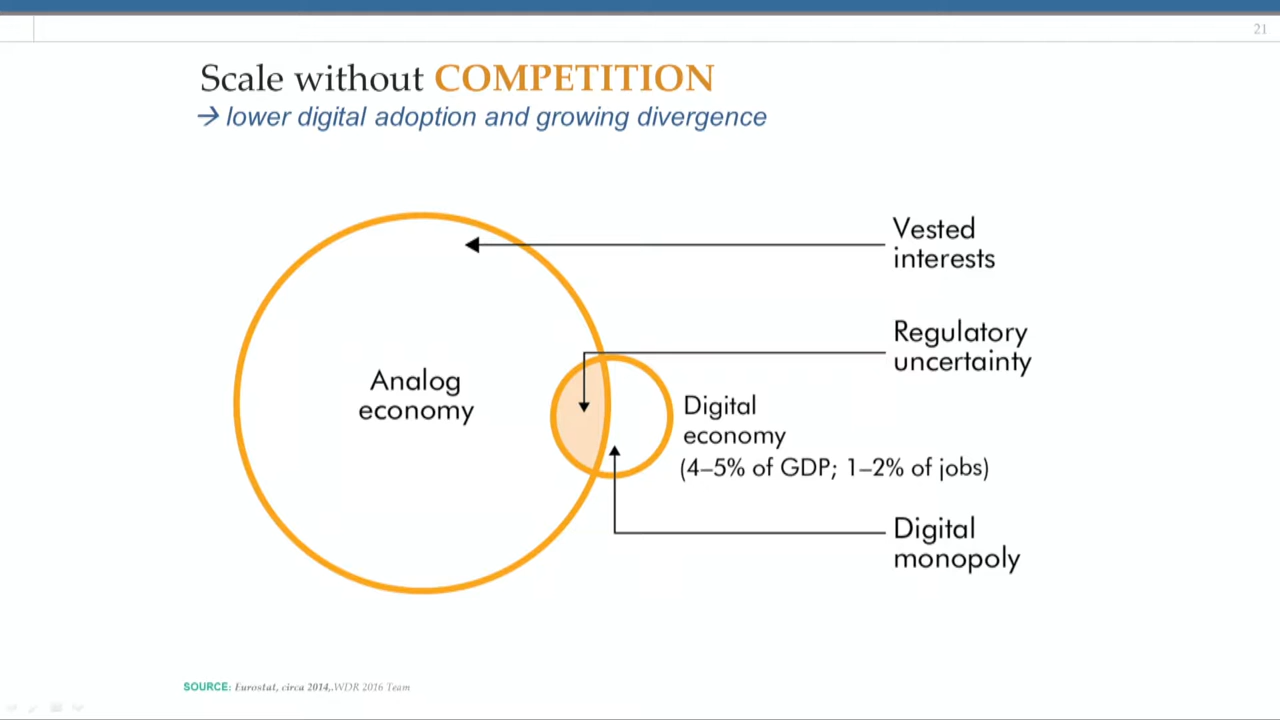 21
Scale without COMPETITION
→ lower digital adoption and growing divergence
Vested
interests
Regulatory
uncertainty
Analog
economy
Digital
economy
(4–5% of GDP; 1–2% of jobs)
Digital
monopoly
SOURCE: Eurostat, circa 2014,.WDR 2016 Team